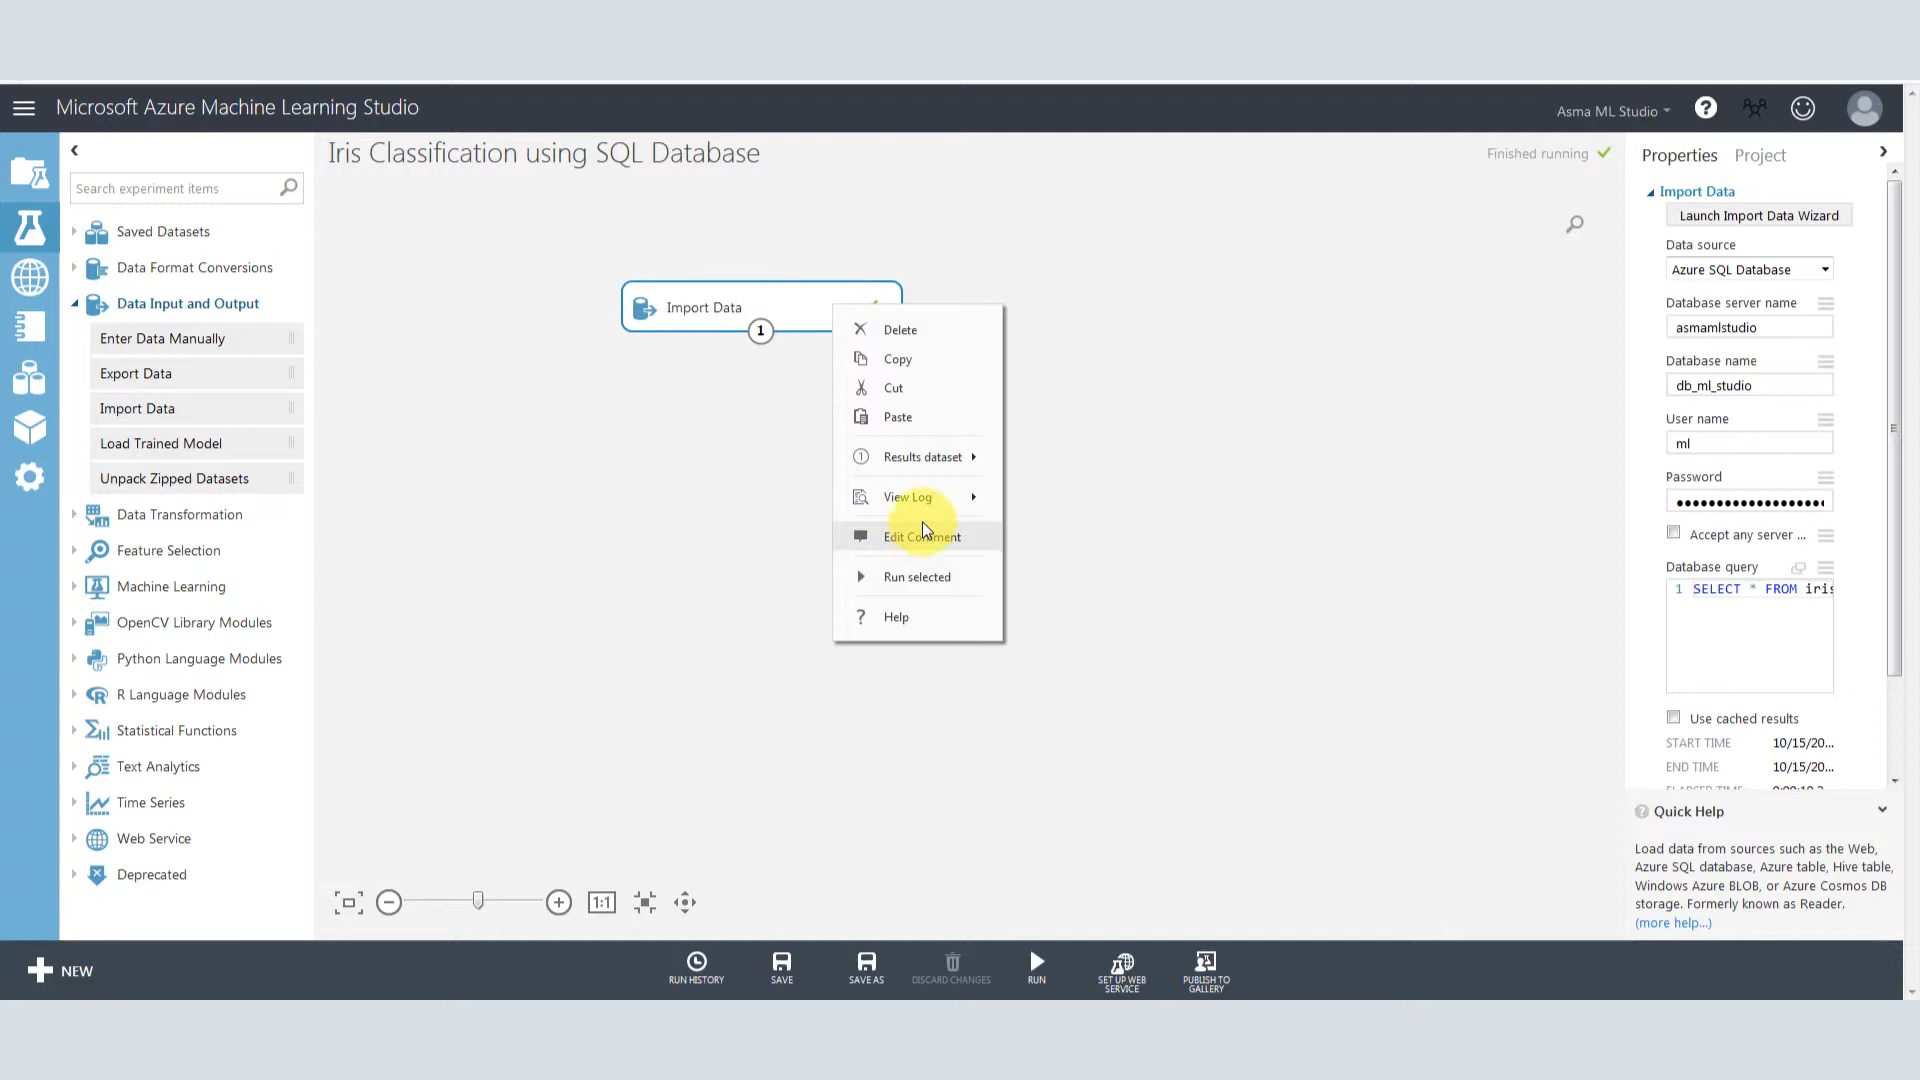 Microsoft Azure Machine Learning Studio
Asma ML Studio
?
Iris Classification using SQL Database
Finished running
Properties
Project
Search experiment items
Saved Datasets
Data Format Conversions
Data Input and Output
Enter Data Manually
Export Data
Import Data
Load Trained Model
Unpack Zipped Datasets
Data Transformation
Feature Selection
Machine Learning
OpenCV Library Modules
Python Language Modules
R Language Modules
Statistical Functions
Text Analytics
Time Series
Web Service
Deprecated
Import Data
1
Delete
Copy
Cut
Paste
1 Results dataset
View Log
Edit Comment
Run selected
? Help
1:1
Import Data
Launch Import Data Wizard
Data source
Azure SQL Database
Database server name
asmamlstudio
Database name
db_ml_studio
User name
ml
Password
Accept any server ...
Database query
1 SELECT * FROM iris
Use cached results
START TIME 10/15/20...
END TIME 10/15/20...
? Quick Help
Load data from sources such as the Web,
Azure SQL database, Azure table, Hive table,
Windows Azure BLOB, or Azure Cosmos DB
storage. Formerly known as Reader.
(more help...)
NEW
RUN HISTORY
SAVE
SAVE AS
DISCARD CHANGES
RUN
SET UP WEB
SERVICE
PUBLISH TO
GALLERY